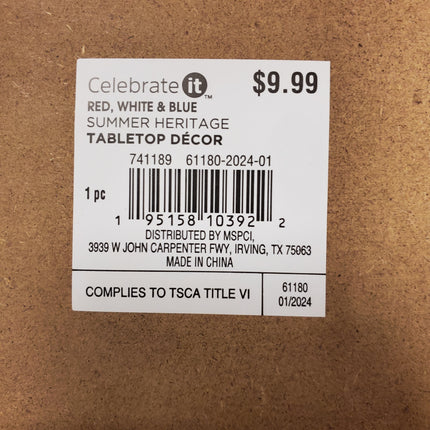 Celebrate it™ $9.99
RED, WHITE & BLUE
SUMMER HERITAGE
TABLETOP DÉCOR
741189 61180-2024-01
1 pc
1 95158 10392 2
DISTRIBUTED BY MSPCI,
3939 W JOHN CARPENTER FWY, IRVING, TX 75063
MADE IN CHINA
COMPLIES TO TSCA TITLE VI
61180
01/2024